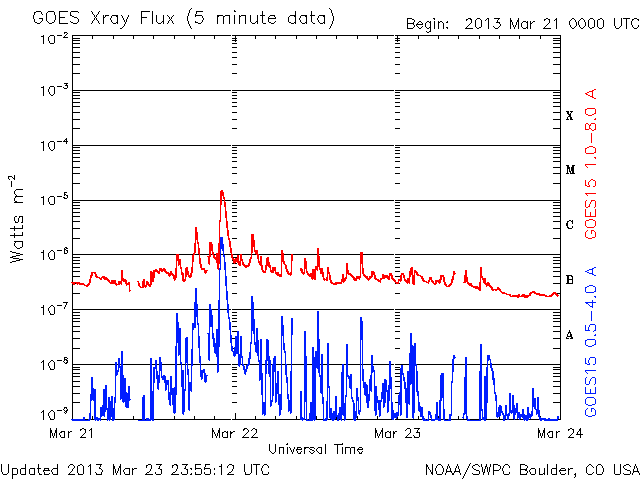 GOES Xray Flux (5 minute data)
Begin: 2013 Mar 21 0000 UTC
10-2
10-3
10-4
10-5
10-6
10-7
10-8
10-9
Watts m-2
X
M
C
B
A
GOES15 1.0-8.0 A
GOES15 0.5-4.0 A
Mar 21
Mar 22
Mar 23
Mar 24
Universal Time
Updated 2013 Mar 23 23:55:12 UTC
NOAA/SWPC Boulder, CO USA